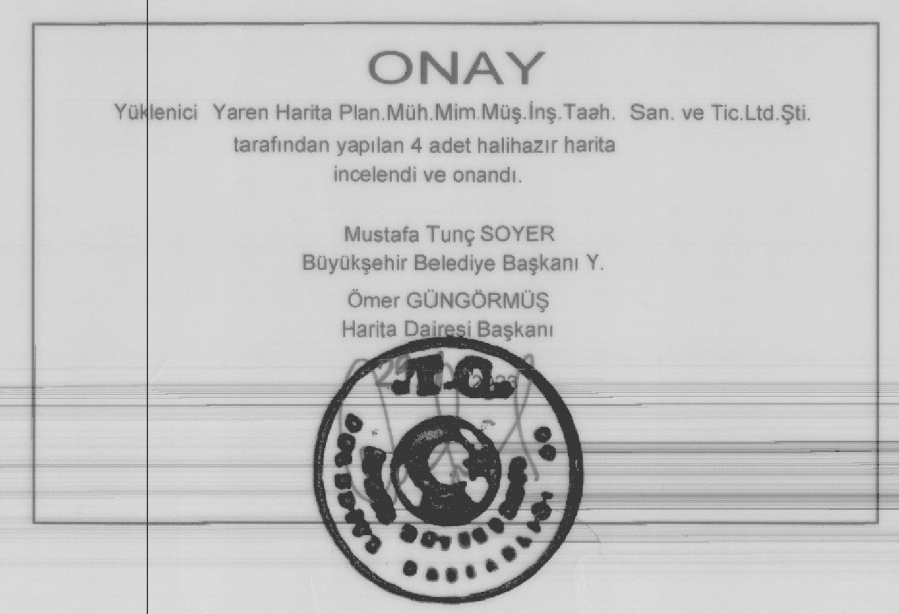 ONAY
Yüklenici Yaren Harita Plan.Müh.Mim.Müş.İnş.Taah. San. ve Tic.Ltd.Şti.
tarafından yapılan 4 adet halihazır harita
incelendi ve onandı.
Mustafa Tunç SOYER
Büyükşehir Belediye Başkanı Y.
Ömer GÜNGÖRMÜŞ
Harita Dairesi Başkanı
T.C.